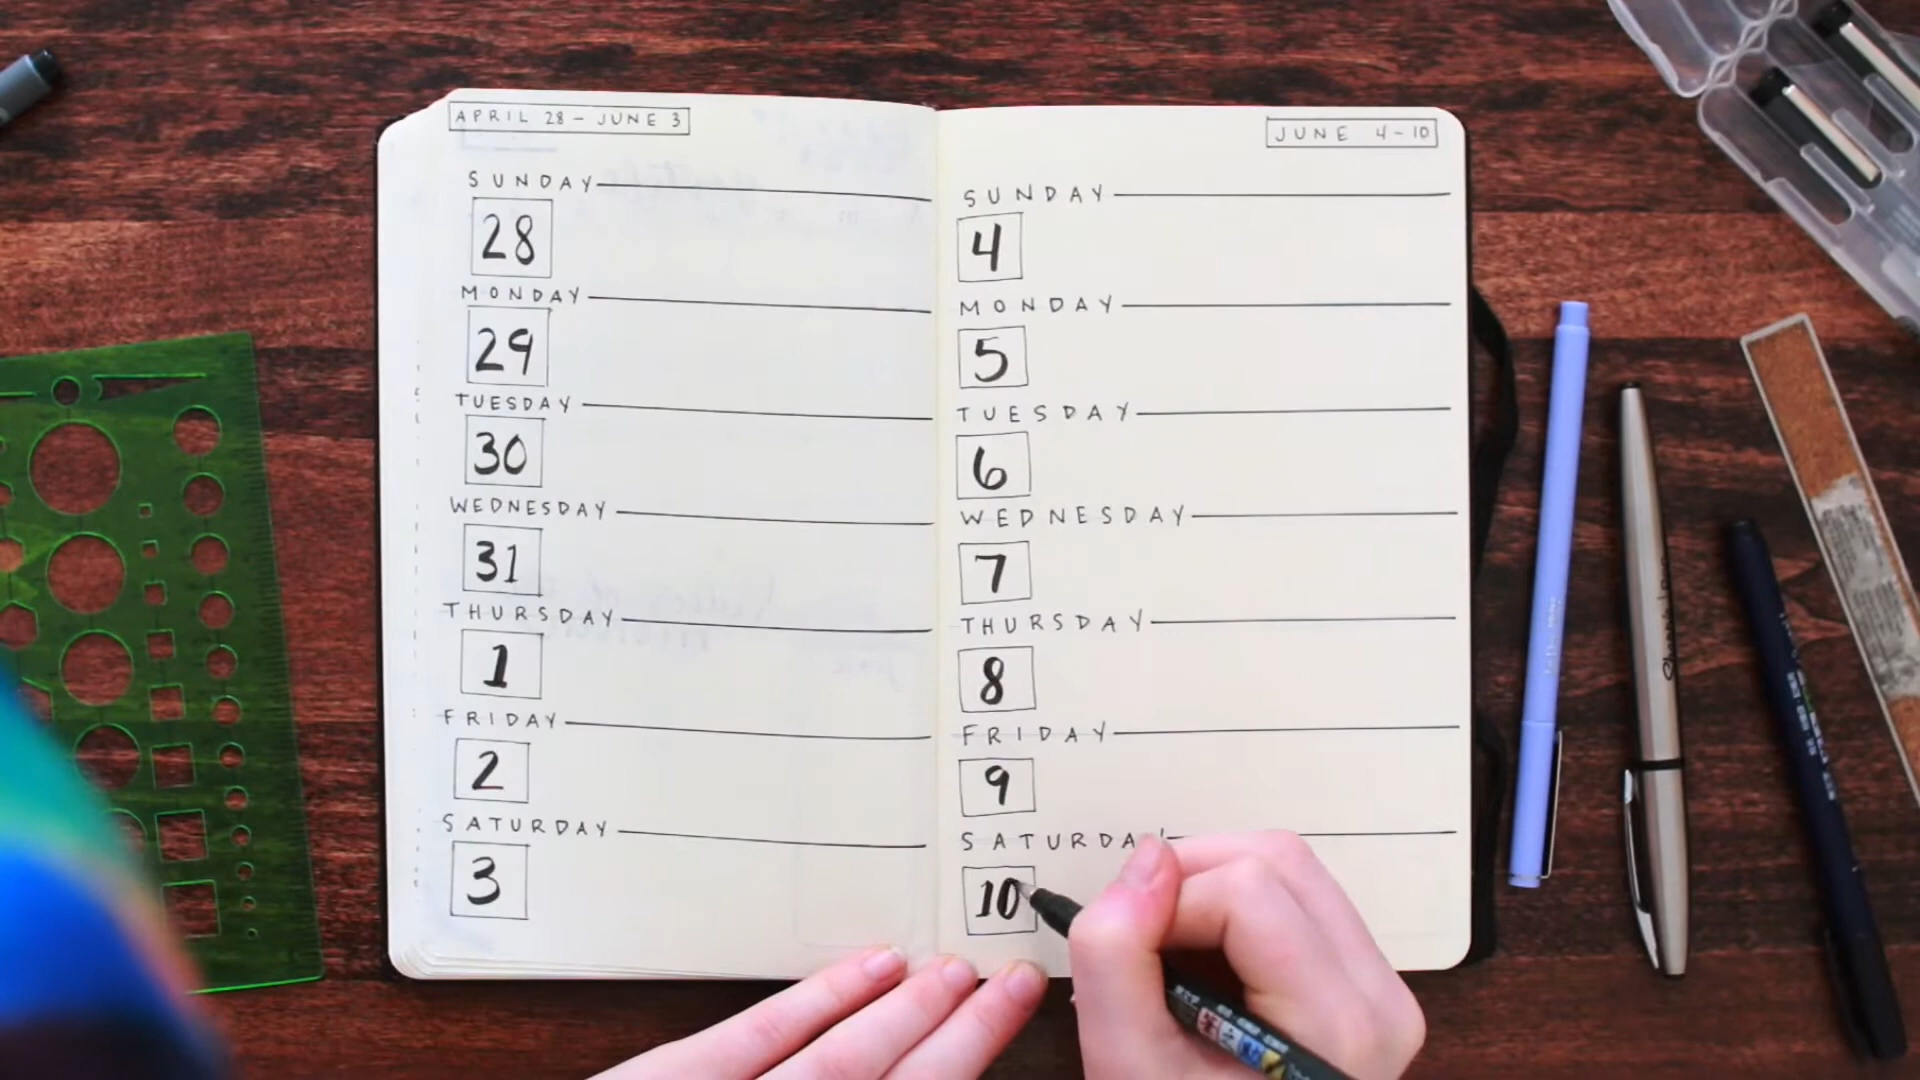 APRIL 28 - JUNE 3
SUNDAY
28
MONDAY
29
TUESDAY
30
WEDNESDAY
31
THURSDAY
1
FRIDAY
2
SATURDAY
3
JUNE 4-10
SUNDAY
4
MONDAY
5
TUESDAY
6
WEDNESDAY
7
THURSDAY
8
FRIDAY
9
SATURDAY
10